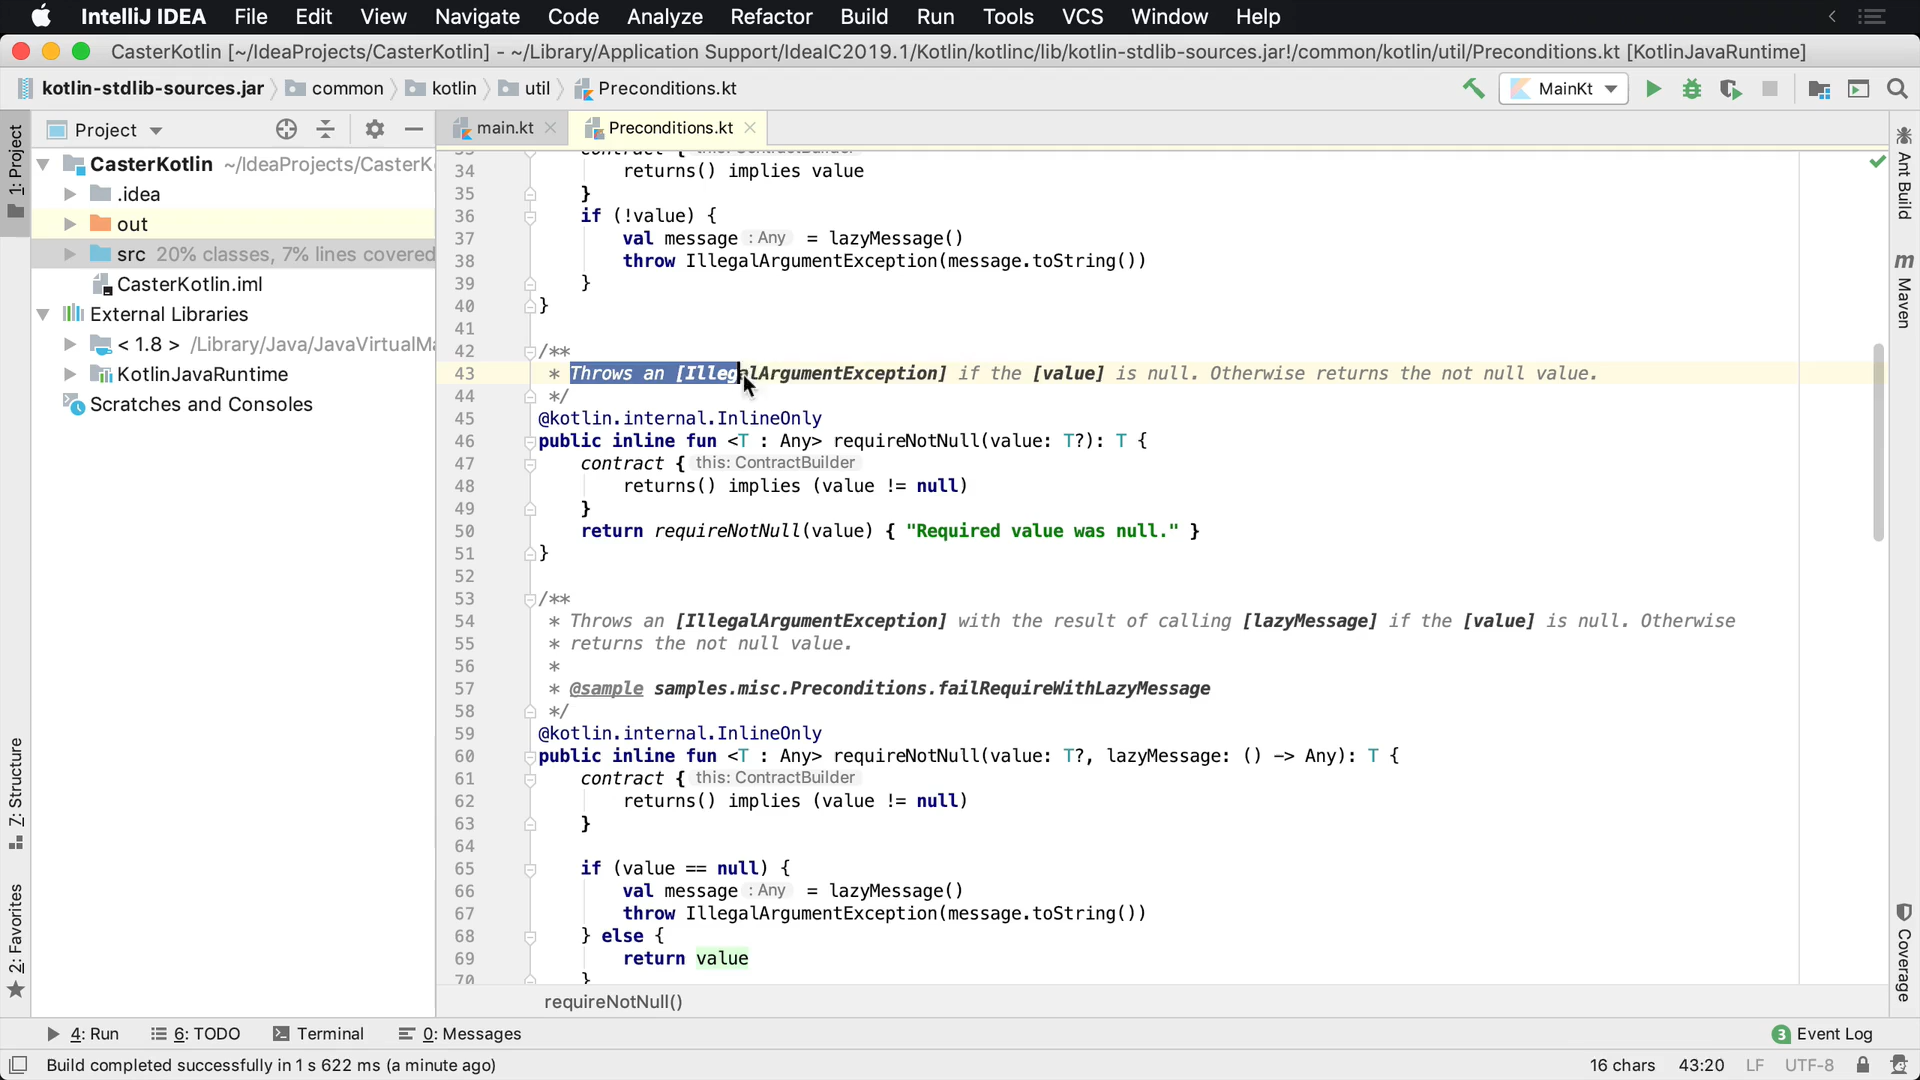 IntelliJ IDEA File Edit View Navigate Code Analyze Refactor Build Run Tools VCS Window Help
CasterKotlin [~/IdeaProjects/CasterKotlin] - ~/Library/Application Support/IdeaIC2019.1/Kotlin/kotlinc/lib/kotlin-stdlib-sources.jar!/common/kotlin/util/Preconditions.kt [KotlinJavaRuntime]
kotlin-stdlib-sources.jar common kotlin util Preconditions.kt MainKt
1: Project
Project
CasterKotlin ~/IdeaProjects/CasterK
.idea
out
src 20% classes, 7% lines covered
CasterKotlin.iml
External Libraries
< 1.8 > /Library/Java/JavaVirtualMa
KotlinJavaRuntime
Scratches and Consoles
Z: Structure
2: Favorites
main.kt Preconditions.kt
33 contract { this: ContractBuilder
34 returns() implies value
35 }
36 if (!value) {
37 val message : Any = lazyMessage()
38 throw IllegalArgumentException(message.toString())
39 }
40 }
41
42 /**
43 * Throws an [IllegalArgumentException] if the [value] is null. Otherwise returns the not null value.
44 */
45 @kotlin.internal.InlineOnly
46 public inline fun <T : Any> requireNotNull(value: T?): T {
47 contract { this: ContractBuilder
48 returns() implies (value != null)
49 }
50 return requireNotNull(value) { "Required value was null." }
51 }
52
53 /**
54 * Throws an [IllegalArgumentException] with the result of calling [lazyMessage] if the [value] is null. Otherwise
55 * returns the not null value.
56 *
57 * @sample samples.misc.Preconditions.failRequireWithLazyMessage
58 */
59 @kotlin.internal.InlineOnly
60 public inline fun <T : Any> requireNotNull(value: T?, lazyMessage: () -> Any): T {
61 contract { this: ContractBuilder
62 returns() implies (value != null)
63 }
64
65 if (value == null) {
66 val message : Any = lazyMessage()
67 throw IllegalArgumentException(message.toString())
68 } else {
69 return value
70 }
requireNotNull()
Ant Build
m Maven
Coverage
4: Run 6: TODO Terminal 0: Messages 3 Event Log
Build completed successfully in 1 s 622 ms (a minute ago) 16 chars 43:20 LF UTF-8